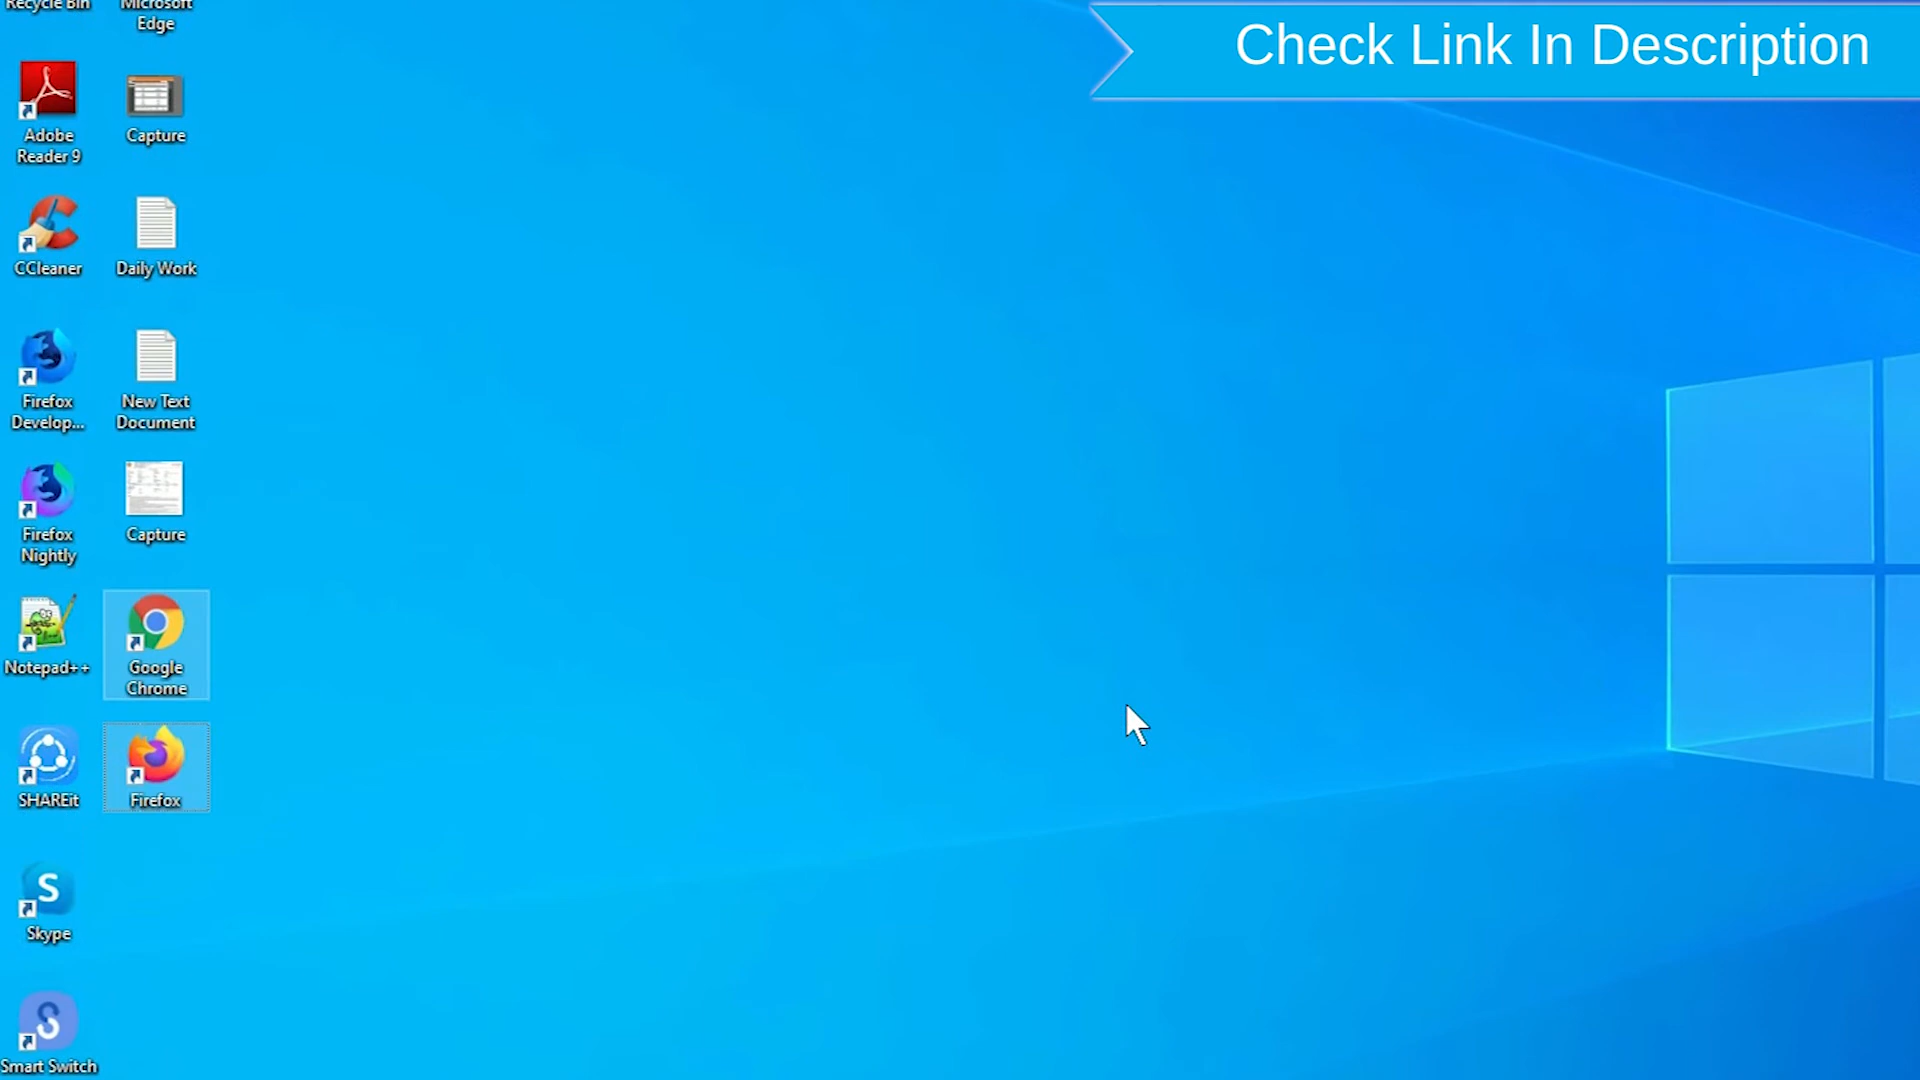 Recycle Bin
Microsoft
Edge
Check Link In Description
Adobe
Reader 9
Capture
CCleaner
Daily Work
Firefox
Develop...
New Text
Document
Firefox
Nightly
Capture
Notepad++
Google
Chrome
SHAREit
Firefox
S
Skype
Smart Switch